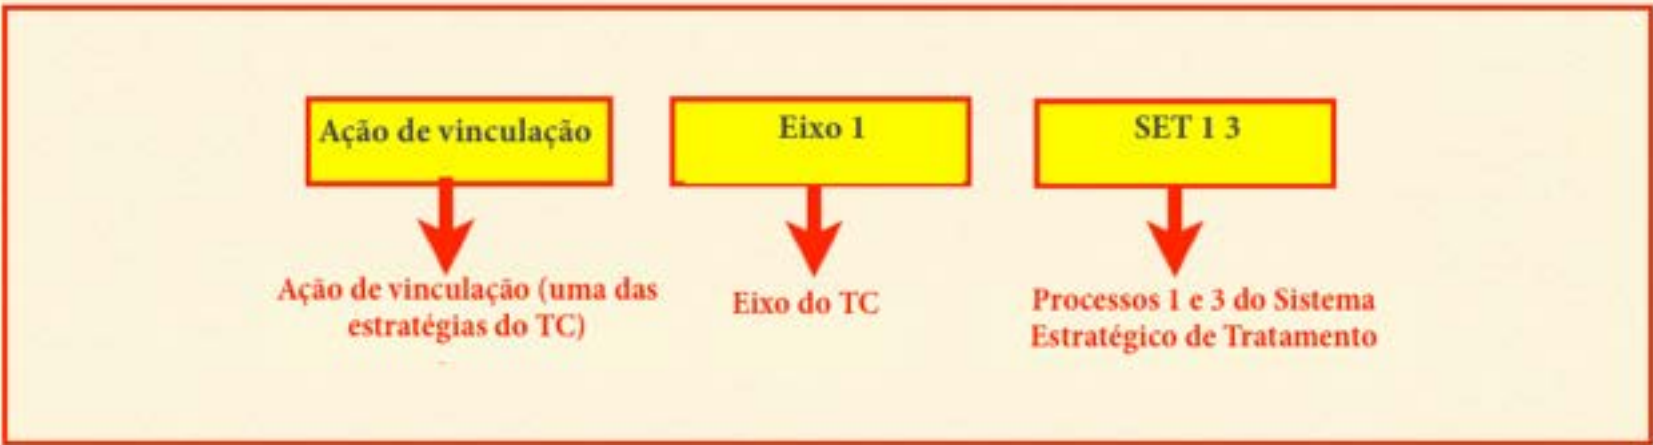 Ação de vinculação
Eixo 1
SET 1 3
Ação de vinculação (uma das
estratégias do TC)
Eixo do TC
Processos 1 e 3 do Sistema
Estratégico de Tratamento